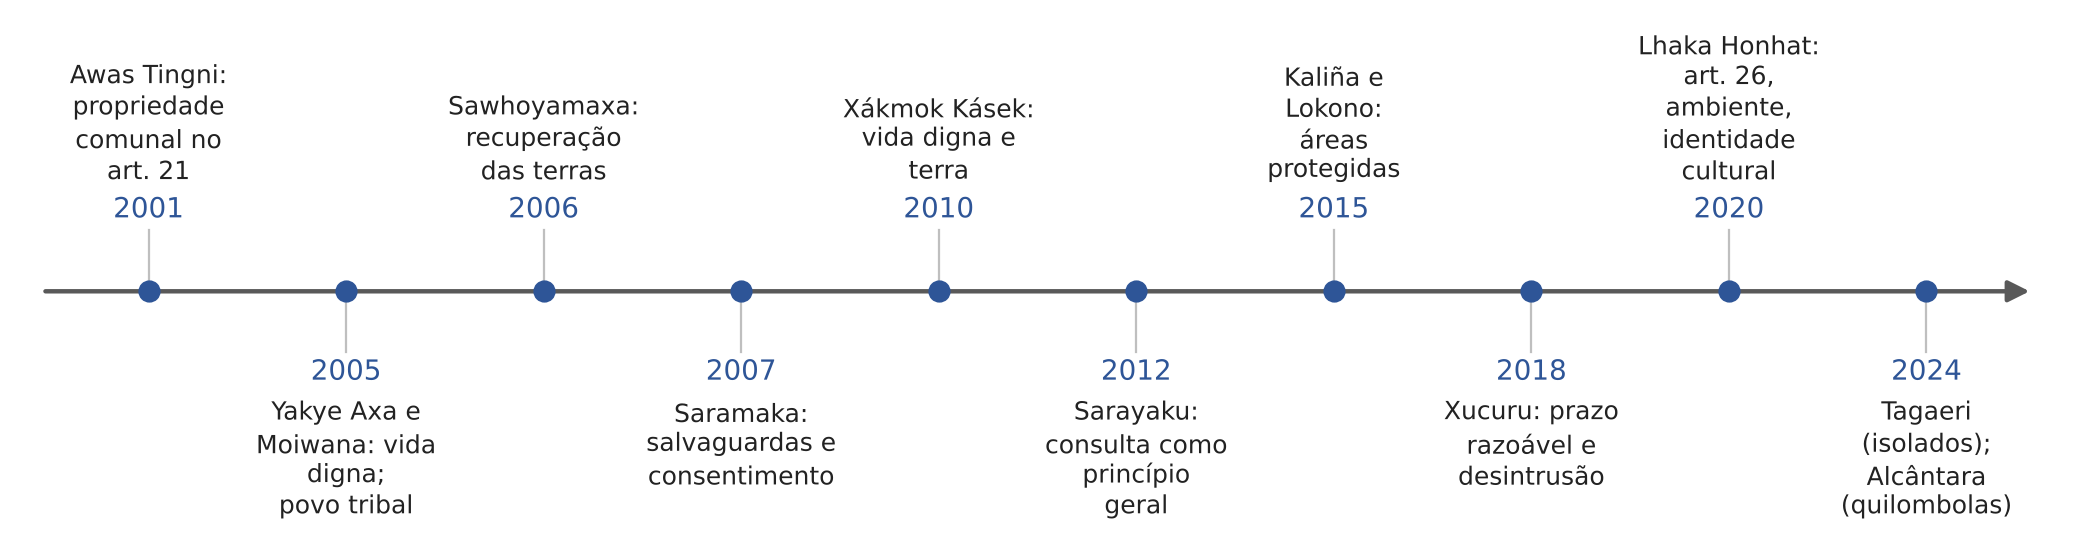 Awas Tingni:
propriedade
comunal no
art. 21
2001
2005
Yakye Axa e
Moiwana: vida
digna;
povo tribal
Sawhoyamaxa:
recuperação
das terras
2006
2007
Saramaka:
salvaguardas e
consentimento
Xákmok Kásek:
vida digna e
terra
2010
2012
Sarayaku:
consulta como
princípio
geral
Kaliña e
Lokono:
áreas
protegidas
2015
2018
Xucuru: prazo
razoável e
desintrusão
Lhaka Honhat:
art. 26,
ambiente,
identidade
cultural
2020
2024
Tagaeri
(isolados);
Alcântara
(quilombolas)